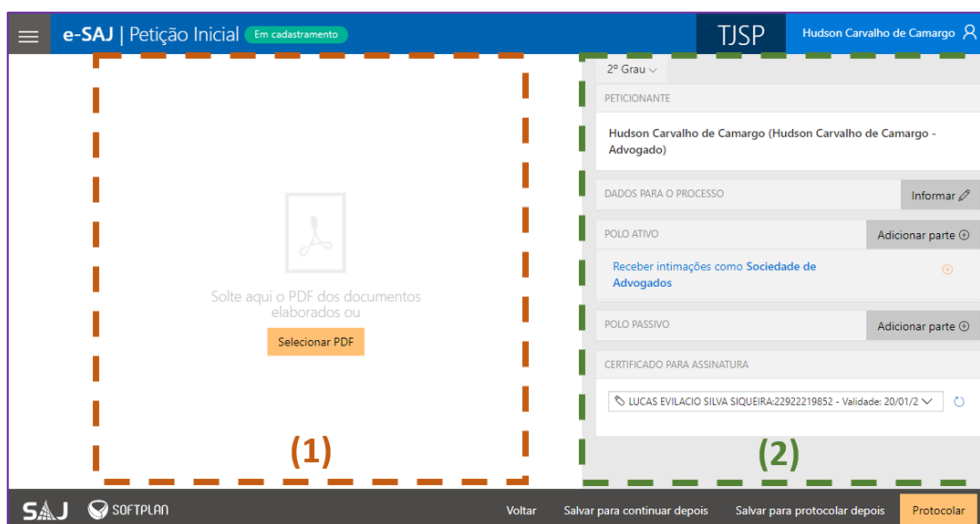 e-SAJ | Petição Inicial Em cadastramento TJSP Hudson Carvalho de Camargo
2º Grau
PETICIONANTE
Hudson Carvalho de Camargo (Hudson Carvalho de Camargo -
Advogado)
DADOS PARA O PROCESSO Informar
POLO ATIVO Adicionar parte
Receber intimações como Sociedade de
Advogados
Solte aqui o PDF dos documentos
elaborados ou
Selecionar PDF
POLO PASSIVO Adicionar parte
CERTIFICADO PARA ASSINATURA
LUCAS EVILACIO SILVA SIQUEIRA:22922219852 - Validade: 20/01/2
(1) (2)
SAJ SOFTPLAN Voltar Salvar para continuar depois Salvar para protocolar depois Protocolar